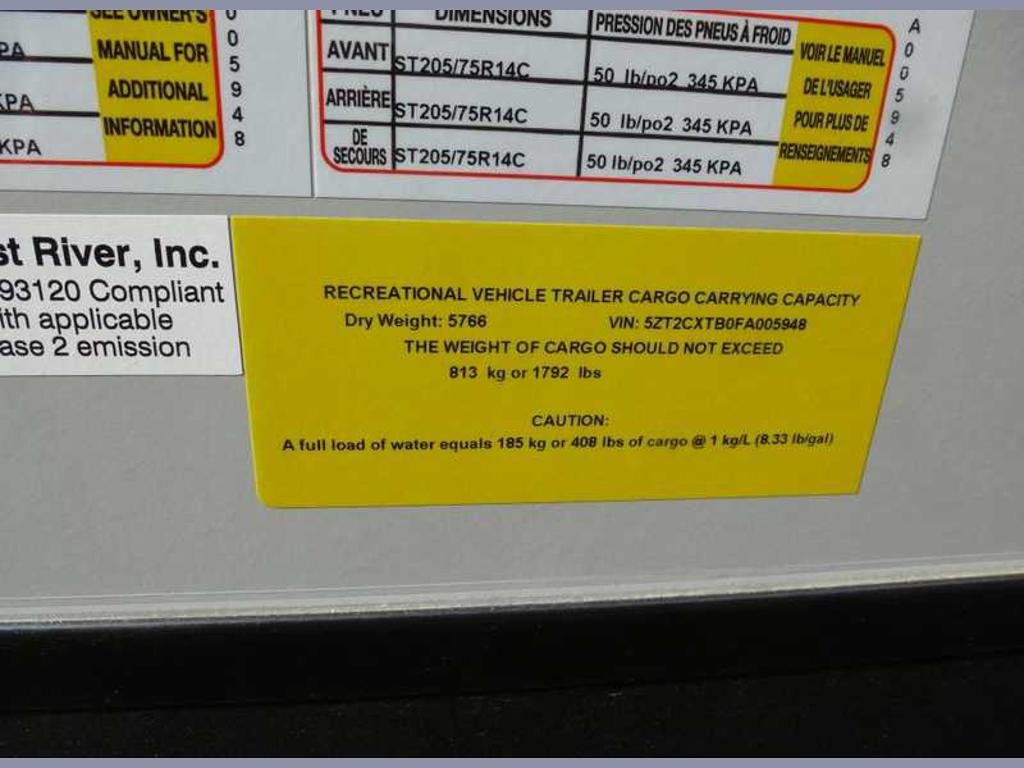 SEE OWNER'S
MANUAL FOR
ADDITIONAL
INFORMATION
PA
KPA
KPA
0
0
5
9
4
8
PNEU DIMENSIONS PRESSION DES PNEUS À FROID
AVANT ST205/75R14C 50 lb/po2 345 KPA
ARRIÈRE ST205/75R14C 50 lb/po2 345 KPA
DE
SECOURS ST205/75R14C 50 lb/po2 345 KPA
VOIR LE MANUEL
DE L'USAGER
POUR PLUS DE
RENSEIGNEMENTS
A
0
0
5
9
4
8
st River, Inc.
93120 Compliant
ith applicable
ase 2 emission
RECREATIONAL VEHICLE TRAILER CARGO CARRYING CAPACITY
Dry Weight: 5766 VIN: 5ZT2CXTB0FA005948
THE WEIGHT OF CARGO SHOULD NOT EXCEED
813 kg or 1792 lbs
CAUTION:
A full load of water equals 185 kg or 408 lbs of cargo @ 1 kg/L (8.33 lb/gal)